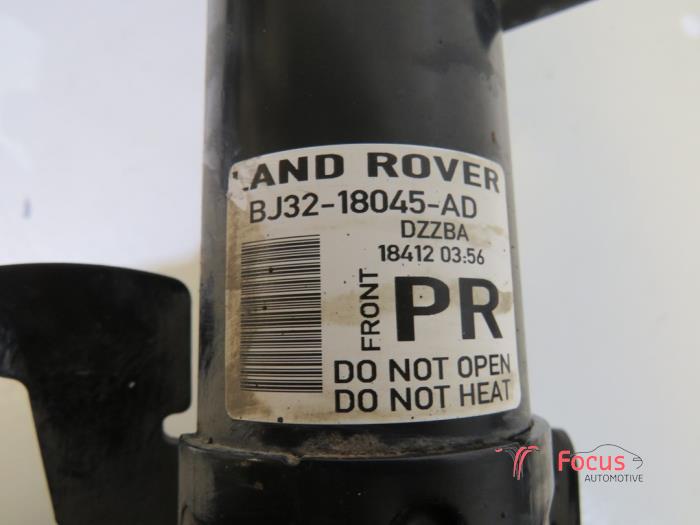 LAND ROVER
BJ32-18045-AD
DZZBA
18412 03:56
FRONT
PR
DO NOT OPEN
DO NOT HEAT
Focus
AUTOMOTIVE